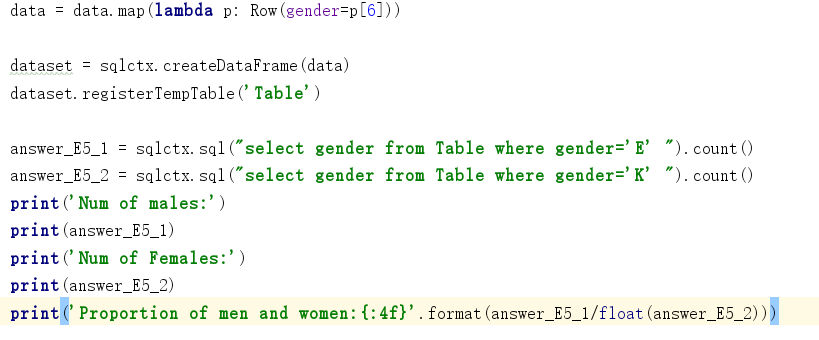 data = data.map(lambda p: Row(gender=p[6]))
dataset = sqlctx.createDataFrame(data)
dataset.registerTempTable('Table')
answer_E5_1 = sqlctx.sql("select gender from Table where gender='E' ").count()
answer_E5_2 = sqlctx.sql("select gender from Table where gender='K' ").count()
print('Num of males:')
print(answer_E5_1)
print('Num of Females:')
print(answer_E5_2)
print('Proportion of men and women:{:4f}'.format(answer_E5_1/float(answer_E5_2)))